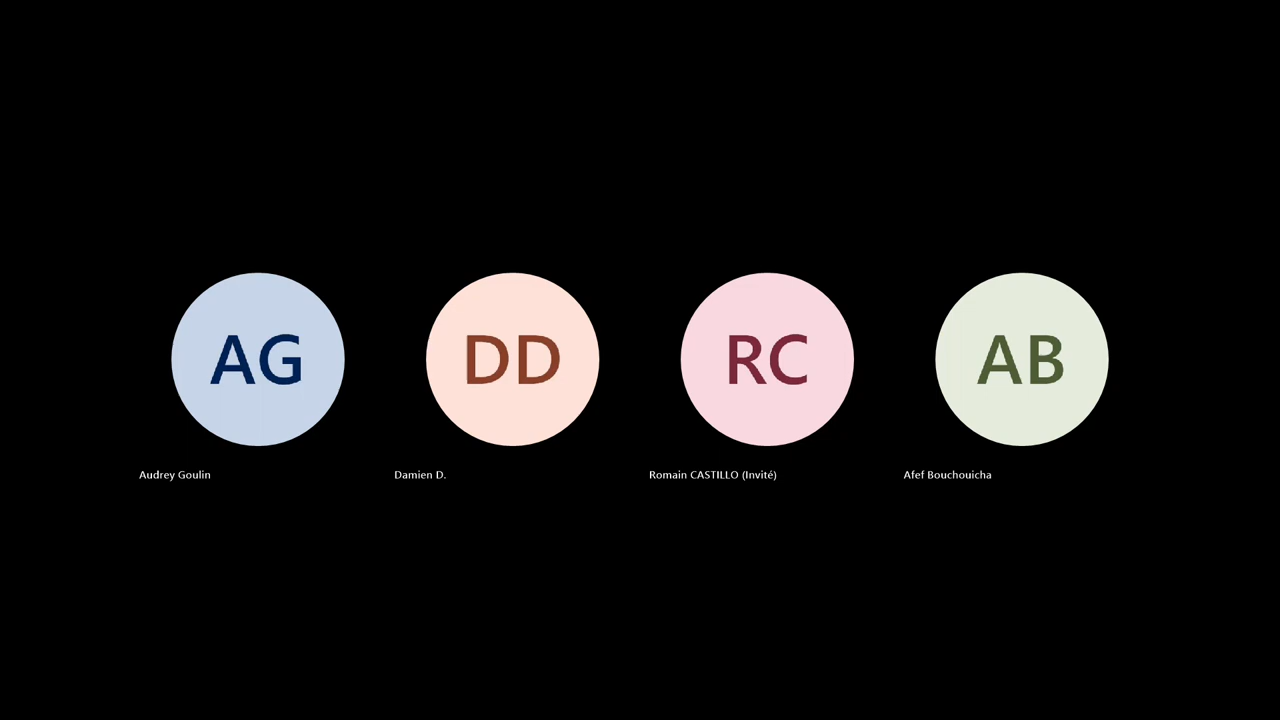 AG DD RC AB
Audrey Goulin Damien D. Romain CASTILLO (Invité) Afef Bouchouicha